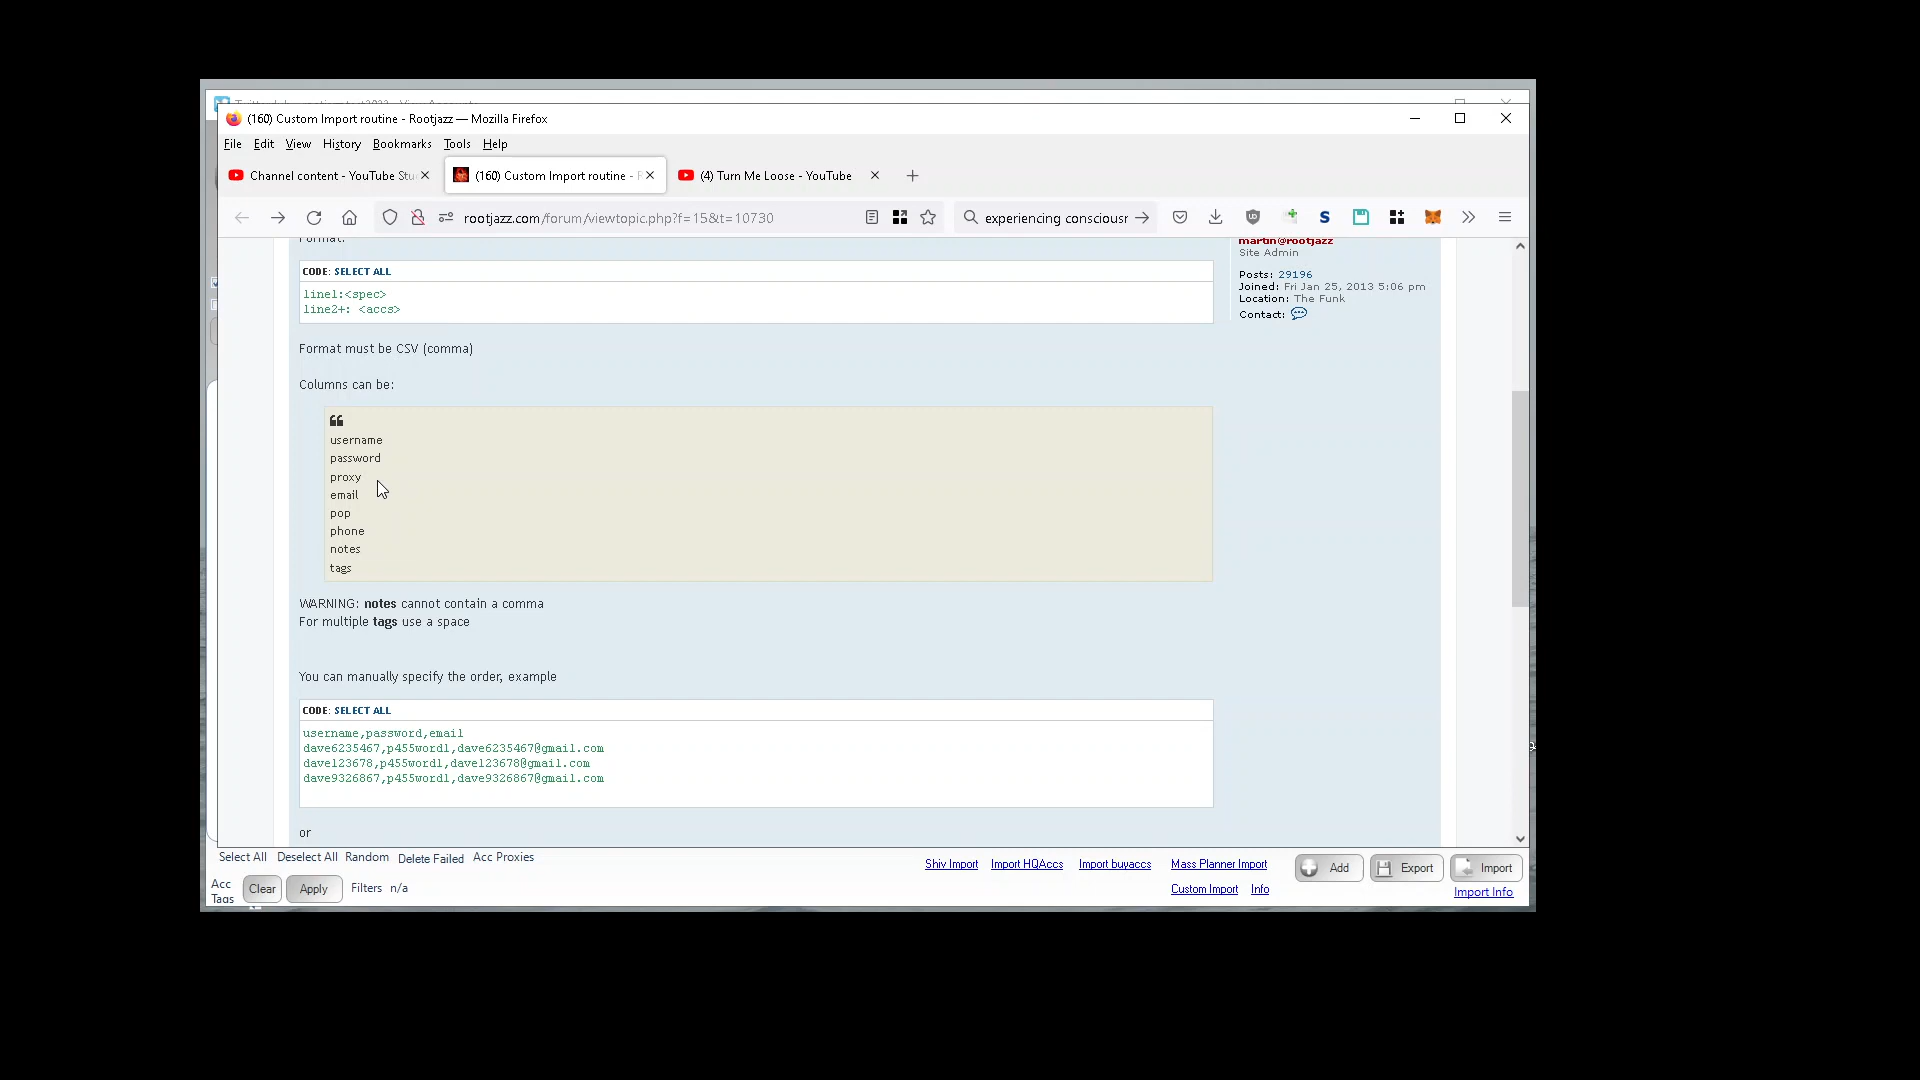 (160) Custom Import routine - Rootjazz — Mozilla Firefox
File Edit View History Bookmarks Tools Help
Channel content - YouTube Stu
(160) Custom Import routine - R
(4) Turn Me Loose - YouTube
rootjazz.com/forum/viewtopic.php?f=15&t=10730
experiencing consciousn
Format:
martin@rootjazz
Site Admin
Posts: 29196
Joined: Fri Jan 25, 2013 5:06 pm
Location: The Funk
Contact:
CODE: SELECT ALL
line1:<spec>
line2+: <accs>
Format must be CSV (comma)
Columns can be:
username
password
proxy
email
pop
phone
notes
tags
WARNING: notes cannot contain a comma
For multiple tags use a space
You can manually specify the order, example
CODE: SELECT ALL
username,password,email
dave6235467,p455word1,dave6235467@gmail.com
dave123678,p455word1,dave123678@gmail.com
dave9326867,p455word1,dave9326867@gmail.com
or
Select All Deselect All Random Delete Failed Acc Proxies
Shiv Import Import HQAccs Import buyaccs Mass Planner Import
Add Export Import
Acc Tags Clear Apply Filters n/a
Custom Import Info
Import Info